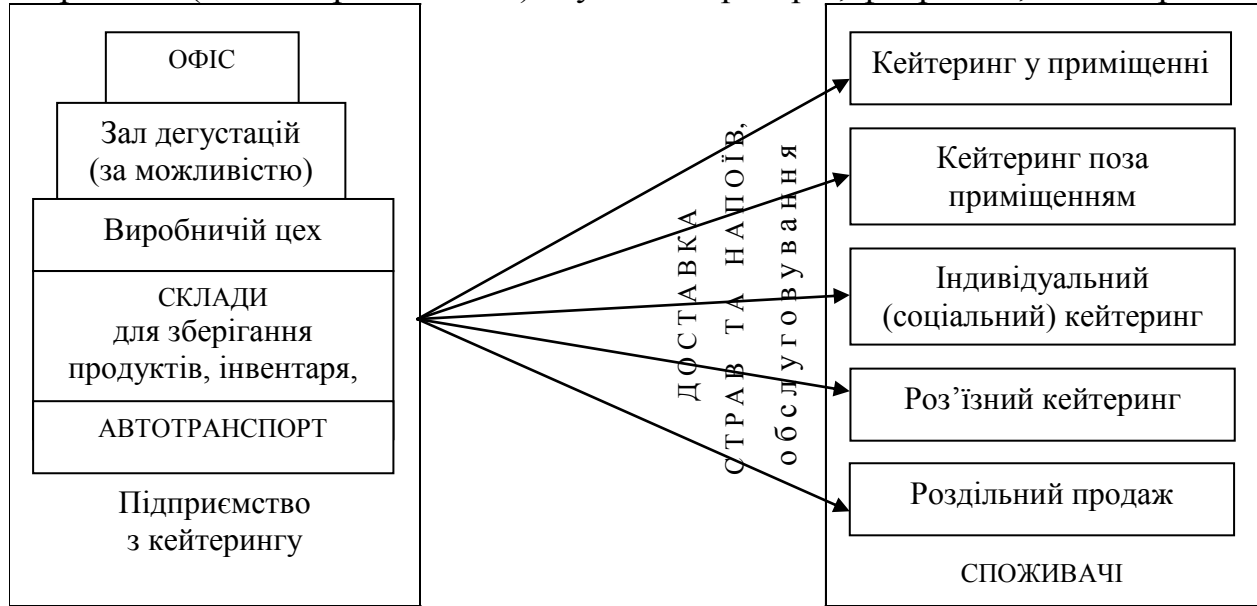 ОФІС
Зал дегустацій
(за можливістю)
Виробничій цех
СКЛАДИ
для зберігання
продуктів, інвентаря,
АВТОТРАНСПОРТ
Підприємство
з кейтерингу
ДОСТАВКА
СТРАВ ТА НАПОЇВ,
обслуговування
Кейтеринг у приміщенні
Кейтеринг поза
приміщенням
Індивідуальний
(соціальний) кейтеринг
Роз’їзний кейтеринг
Роздільний продаж
СПОЖИВАЧІ